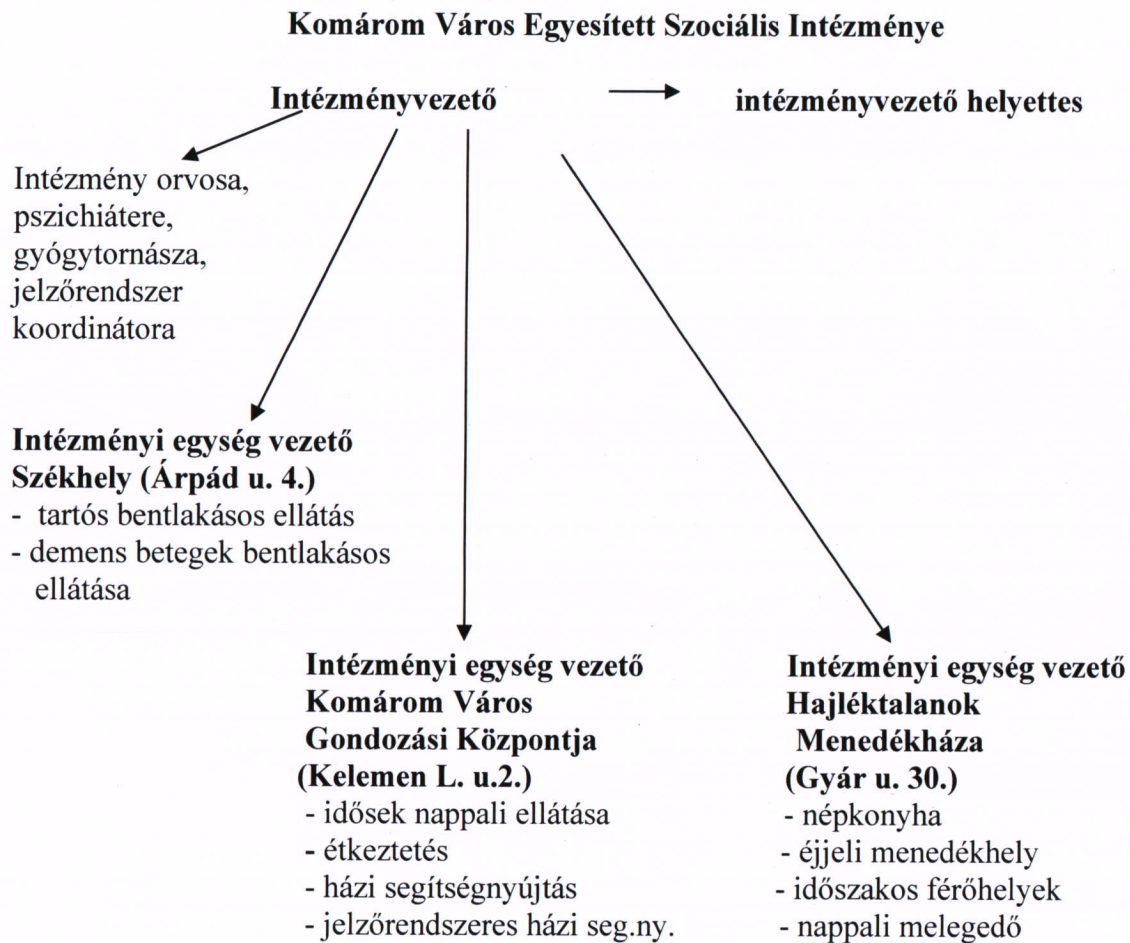 Komárom Város Egyesített Szociális Intézménye
Intézményvezető
intézményvezető helyettes
Intézmény orvosa,
pszichiátere,
gyógytornásza,
jelzőrendszer
koordinátora
Intézményi egység vezető
Székhely (Árpád u. 4.)
- tartós bentlakásos ellátás
- demens betegek bentlakásos
ellátása
Intézményi egység vezető
Komárom Város
Gondozási Központja
(Kelemen L. u.2.)
- idősek nappali ellátása
- étkeztetés
- házi segítségnyújtás
- jelzőrendszeres házi seg.ny.
Intézményi egység vezető
Hajléktalanok
Menedékháza
(Gyár u. 30.)
- népkonyha
- éjjeli menedékhely
- időszakos férőhelyek
- nappali melegedő